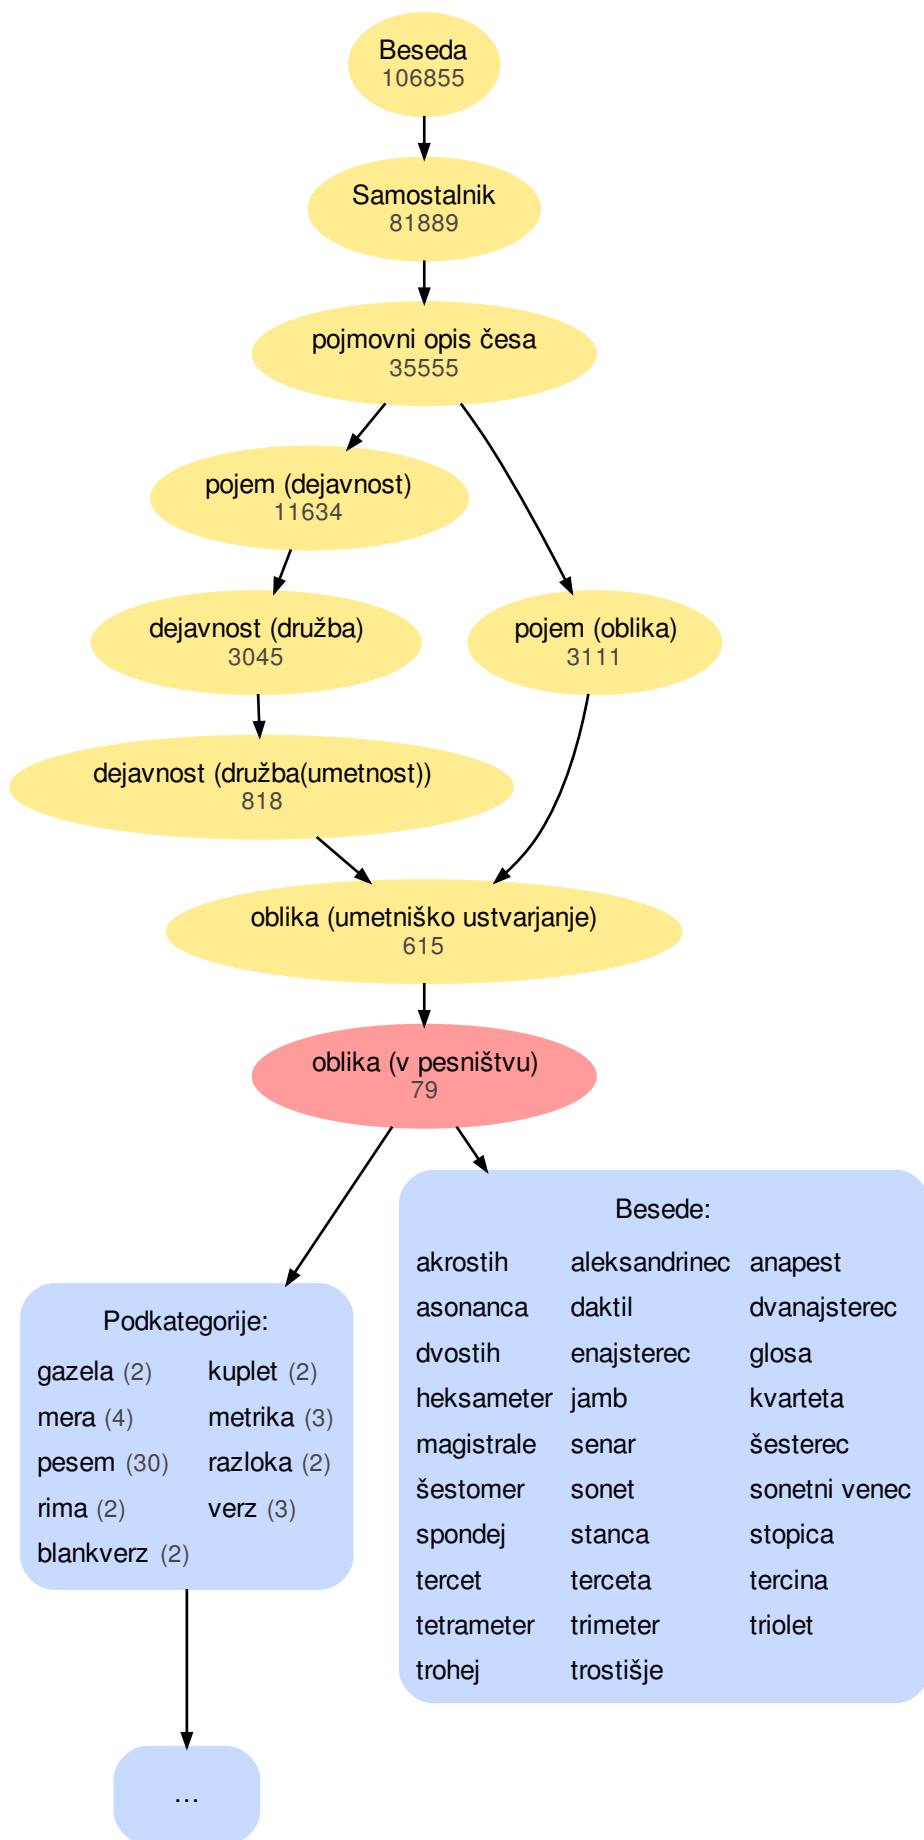 Beseda
106855
Samostalnik
81889
pojmovni opis česa
35555
pojem (dejavnost)
11634
dejavnost (družba)
3045
pojem (oblika)
3111
dejavnost (družba(umetnost))
818
oblika (umetniško ustvarjanje)
615
oblika (v pesništvu)
79
Besede:
akrostih aleksandrinec anapest
asonanca daktil dvanajsterec
dvostih enajsterec glosa
heksameter jamb kvarteta
magistrale senar šesterec
šestomer sonet sonetni venec
spondej stanca stopica
tercet terceta tercina
tetrameter trimeter triolet
trohej trostišje
Podkategorije:
gazela (2) kuplet (2)
mera (4) metrika (3)
pesem (30) razloka (2)
rima (2) verz (3)
blankverz (2)
...